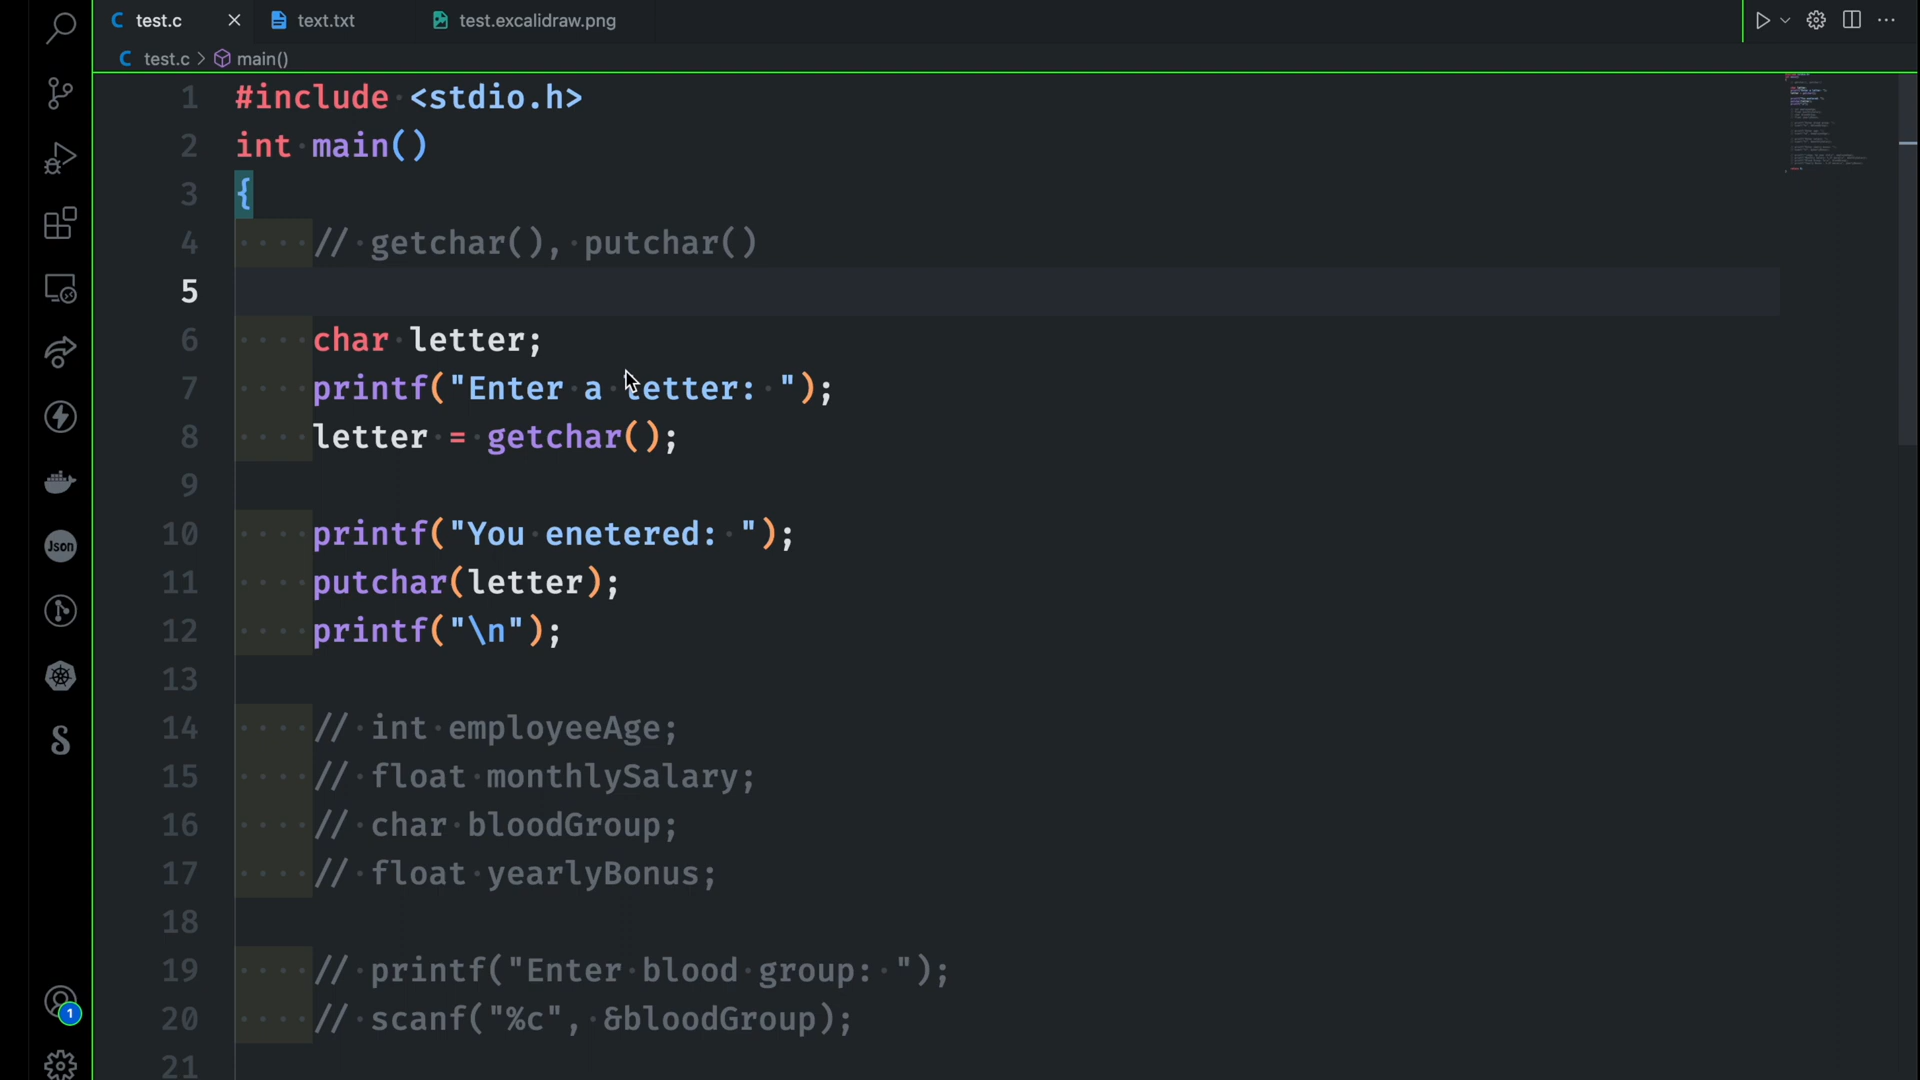 test.c
text.txt
test.excalidraw.png
test.c > main()
1 #include <stdio.h>
2 int main()
3 {
4 // getchar(), putchar()
5
6 char letter;
7 printf("Enter a letter: ");
8 letter = getchar();
9
10 printf("You enetered: ");
11 putchar(letter);
12 printf("\n");
13
14 // int employeeAge;
15 // float monthlySalary;
16 // char bloodGroup;
17 // float yearlyBonus;
18
19 // printf("Enter blood group: ");
20 // scanf("%c", &bloodGroup);
21
Json
1